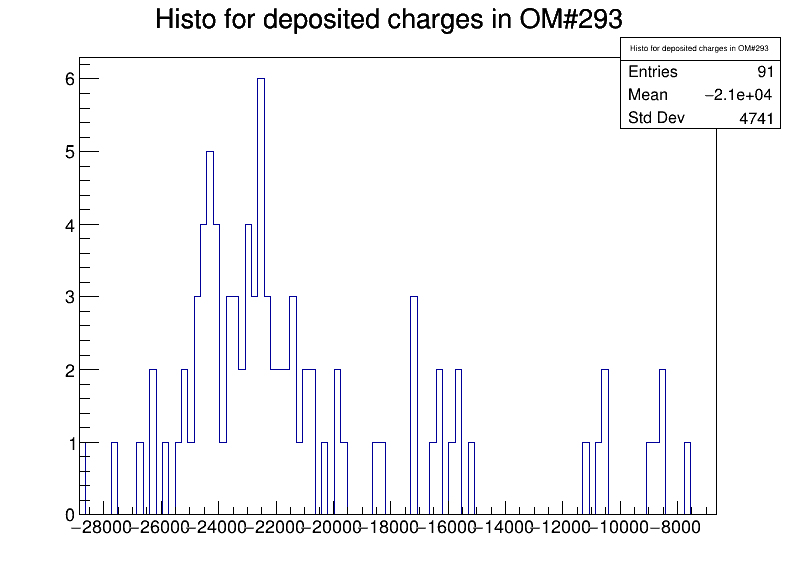 Histo for deposited charges in OM#293
Histo for deposited charges in OM#293
Entries 91
Mean −2.1e+04
Std Dev 4741
6
5
4
3
2
1
0
−28000 −26000 −24000 −22000 −20000 −18000 −16000 −14000 −12000 −10000 −8000